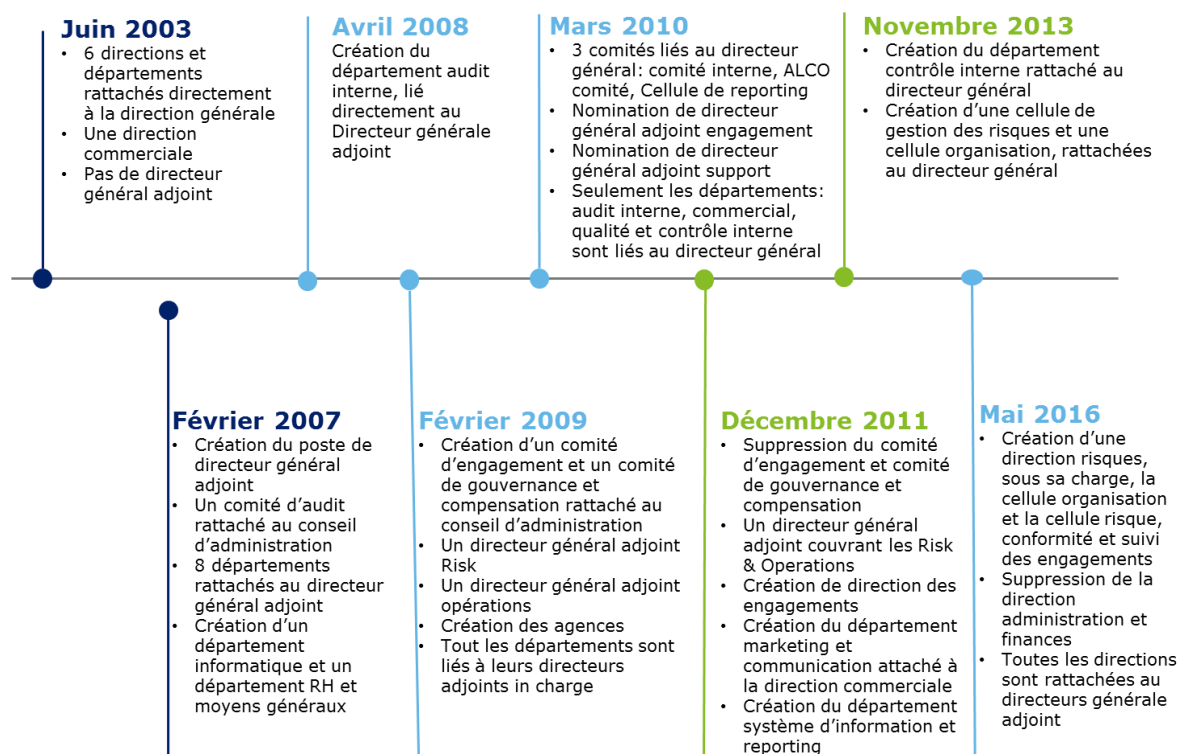 Juin 2003
• 6 directions et
départements
rattachés directement
à la direction générale
• Une direction
commerciale
• Pas de directeur
général adjoint
Avril 2008
Création du
département audit
interne, lié
directement au
Directeur générale
adjoint
Mars 2010
• 3 comités liés au directeur
général: comité interne, ALCO
comité, Cellule de reporting
• Nomination de directeur
général adjoint engagement
• Nomination de directeur
général adjoint support
• Seulement les départements:
audit interne, commercial,
qualité et contrôle interne
sont liés au directeur général
Novembre 2013
• Création du département
contrôle interne rattaché au
directeur général
• Création d’une cellule de
gestion des risques et une
cellule organisation, rattachées
au directeur général
Février 2007
• Création du poste de
directeur général
adjoint
• Un comité d’audit
rattaché au conseil
d’administration
• 8 départements
rattachés au directeur
général adjoint
• Création d’un
département
informatique et un
département RH et
moyens généraux
Février 2009
• Création d’un comité
d’engagement et un comité
de gouvernance et
compensation rattaché au
conseil d’administration
• Un directeur général adjoint
Risk
• Un directeur général adjoint
opérations
• Création des agences
• Tout les départements sont
liés à leurs directeurs
adjoints in charge
Décembre 2011
• Suppression du comité
d’engagement et comité
de gouvernance et
compensation
• Un directeur général
adjoint couvrant les Risk
& Operations
• Création de direction des
engagements
• Création du département
marketing et
communication attaché à
la direction commerciale
• Création du département
système d’information et
reporting
Mai 2016
• Création d’une
direction risques,
sous sa charge, la
cellule organisation
et la cellule risque,
conformité et suivi
des engagements
• Suppression de la
direction
administration et
finances
• Toutes les directions
sont rattachées au
directeurs générale
adjoint